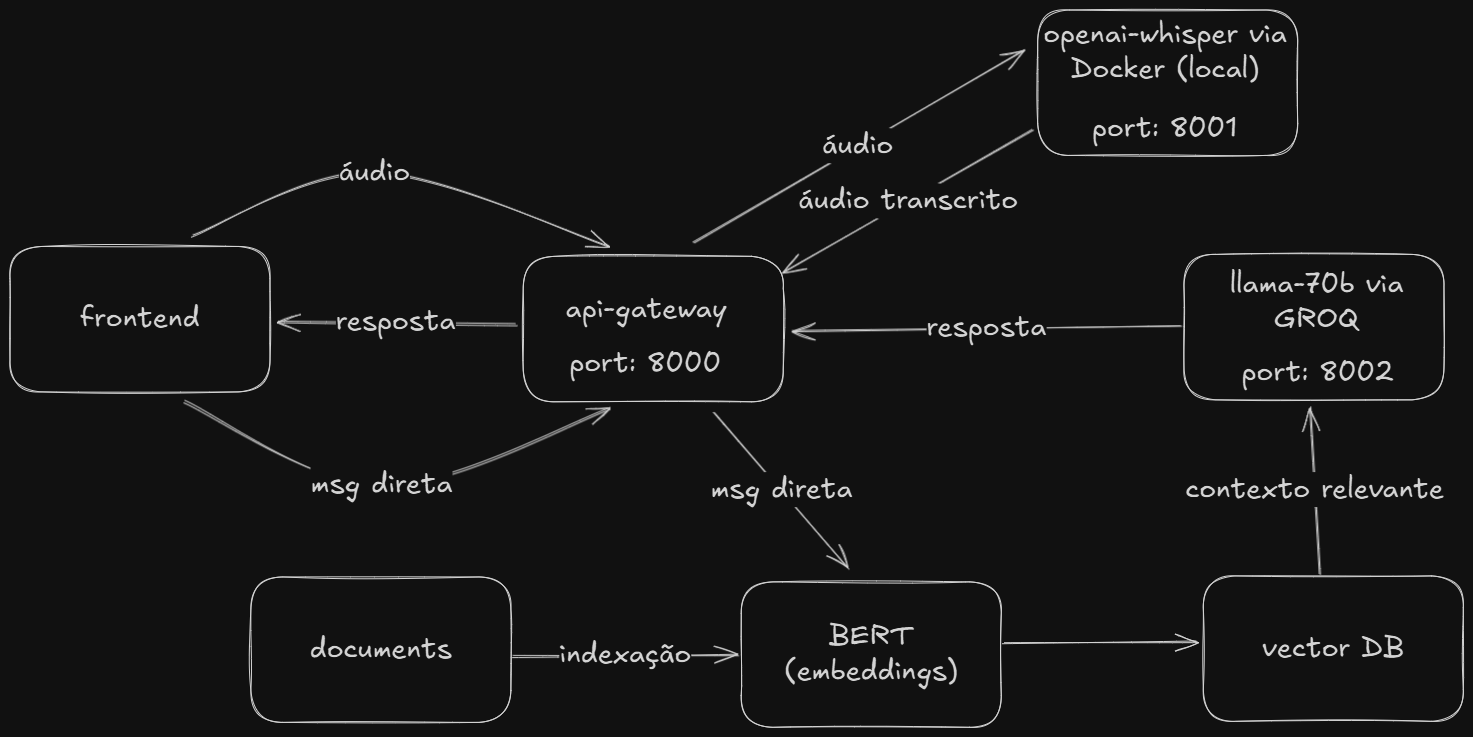 openai-whisper via
Docker (local)
port: 8001
áudio
áudio
áudio transcrito
frontend
resposta
api-gateway
port: 8000
resposta
llama-70b via
GROQ
port: 8002
msg direta
msg direta
contexto relevante
documents
indexação
BERT
(embeddings)
vector DB